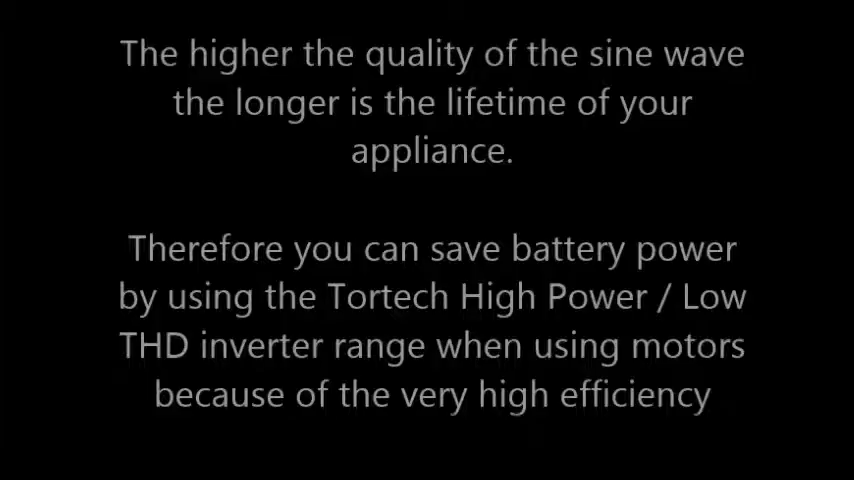 The higher the quality of the sine wave
the longer is the lifetime of your
appliance.
Therefore you can save battery power
by using the Tortech High Power / Low
THD inverter range when using motors
because of the very high efficiency